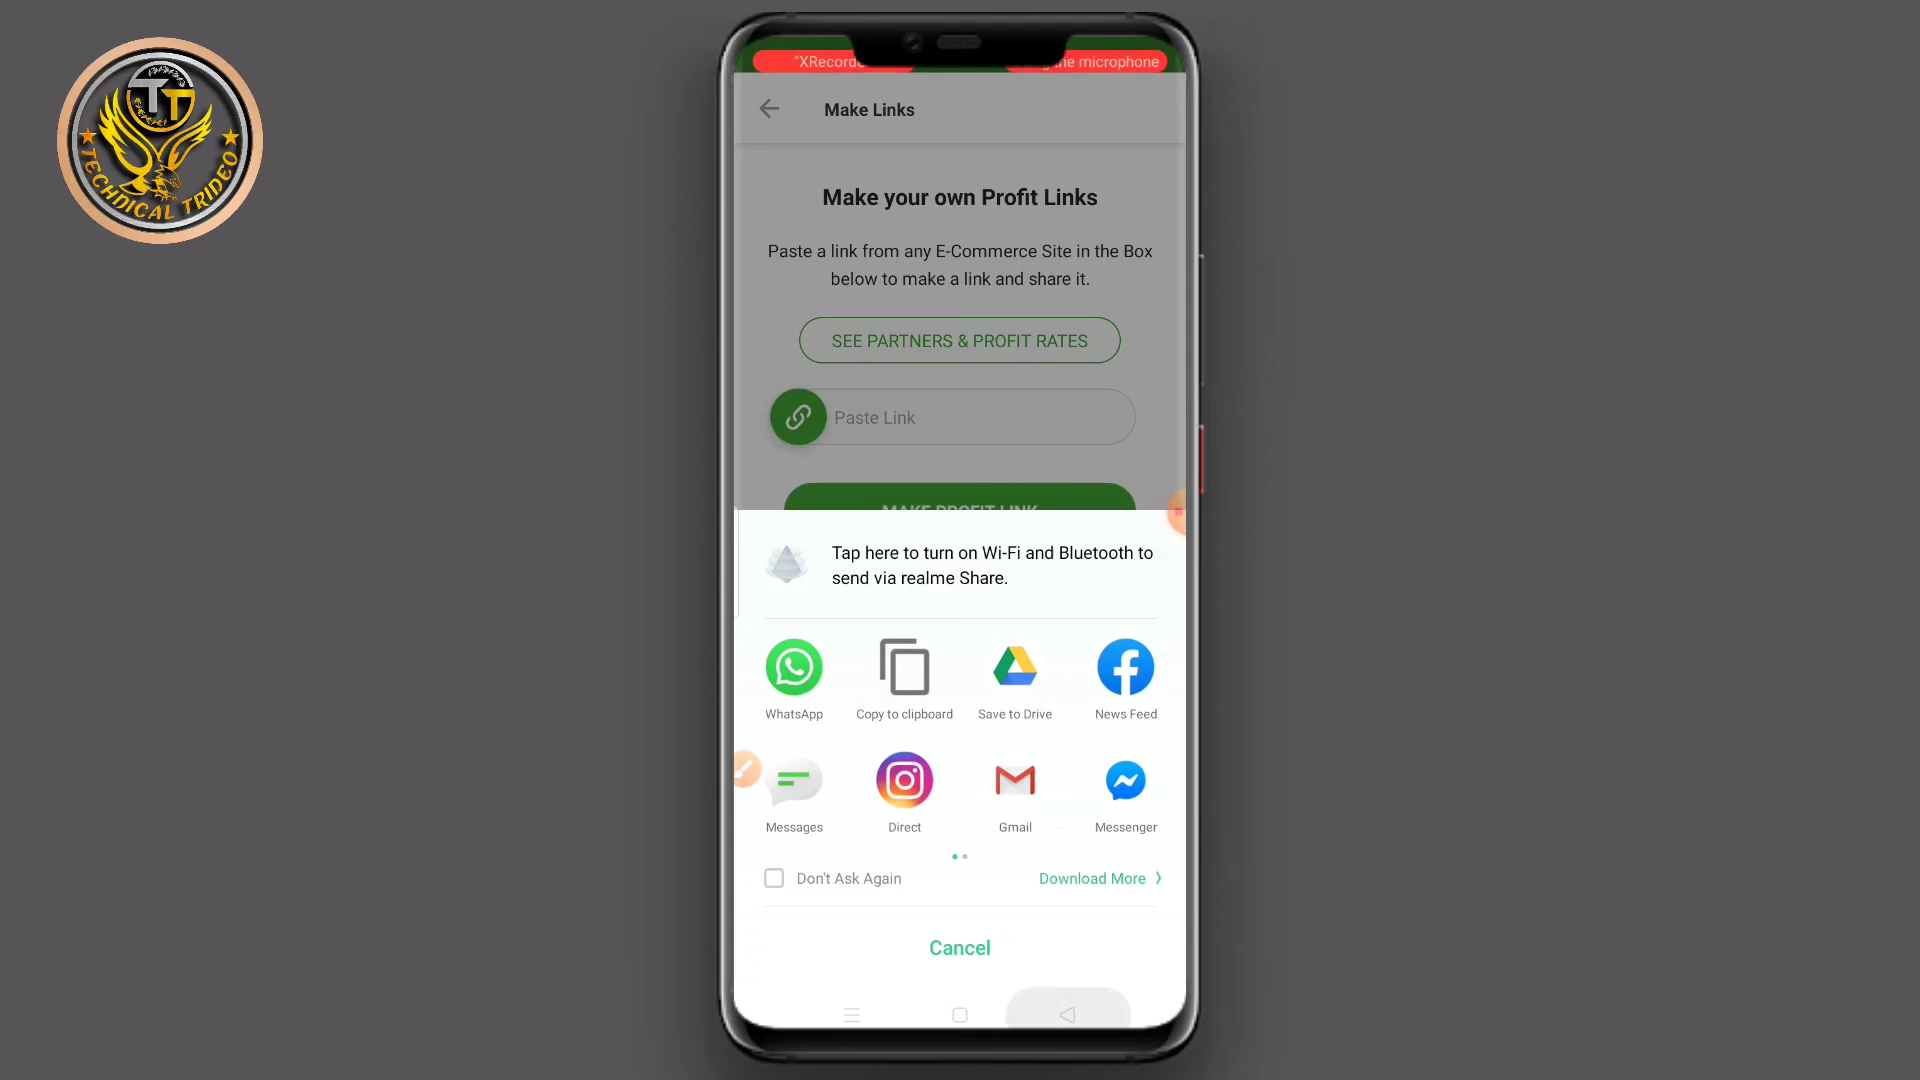 TT
TECHNICAL TRIDEO
"XRecord
the microphone
Make Links
Make your own Profit Links
Paste a link from any E-Commerce Site in the Box
below to make a link and share it.
SEE PARTNERS & PROFIT RATES
Paste Link
MAKE PROFIT LINK
Tap here to turn on Wi-Fi and Bluetooth to
send via realme Share.
WhatsApp
Copy to clipboard
Save to Drive
News Feed
Messages
Direct
Gmail
Messenger
Don't Ask Again
Download More
Cancel